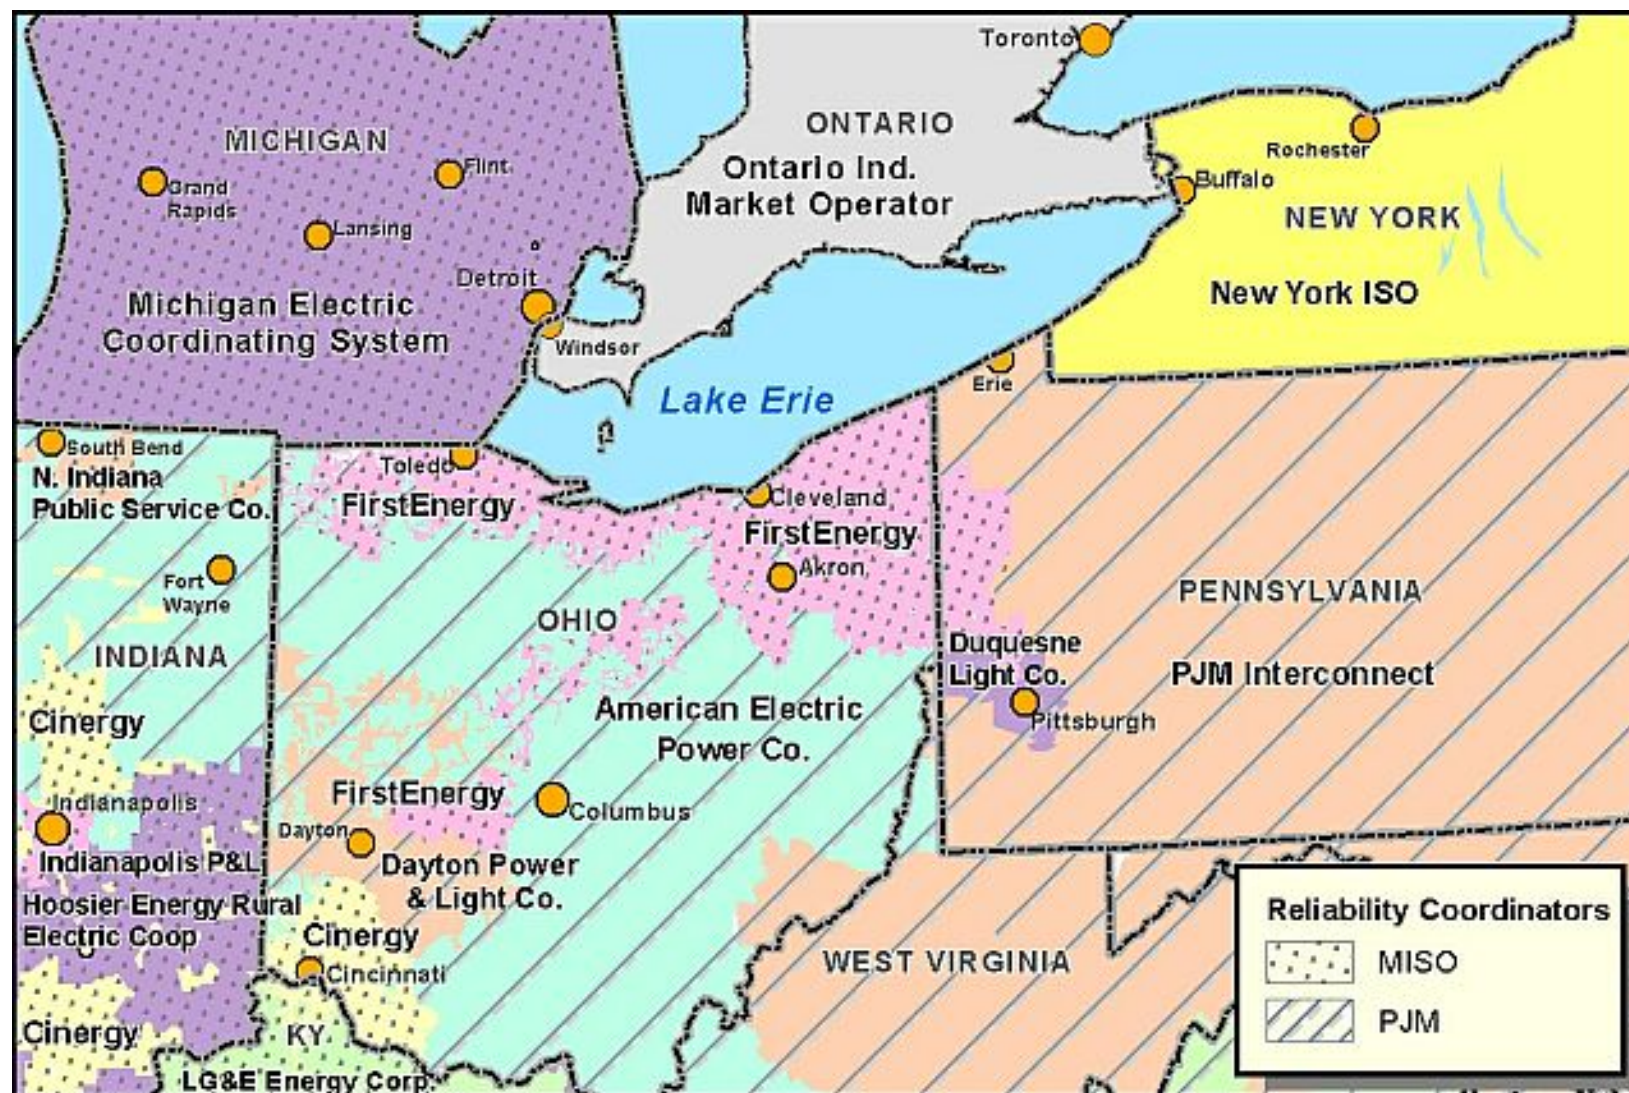 Toronto
MICHIGAN
ONTARIO
Ontario Ind.
Market Operator
Rochester
Grand
Rapids
Flint
Lansing
Buffalo
NEW YORK
New York ISO
Detroit
Windsor
Michigan Electric
Coordinating System
Lake Erie
Erie
South Bend
N. Indiana
Public Service Co.
Toledo
FirstEnergy
Cleveland
FirstEnergy
Akron
Fort
Wayne
OHIO
PENNSYLVANIA
INDIANA
Duquesne
Light Co.
PJM Interconnect
Pittsburgh
Cinergy
American Electric
Power Co.
FirstEnergy
Columbus
Indianapolis
Dayton
Indianapolis P&L
Dayton Power
& Light Co.
Hoosier Energy Rural
Electric Coop
Cinergy
Cincinnati
WEST VIRGINIA
Cinergy
KY
LG&E Energy Corp.
Reliability Coordinators
MISO
PJM